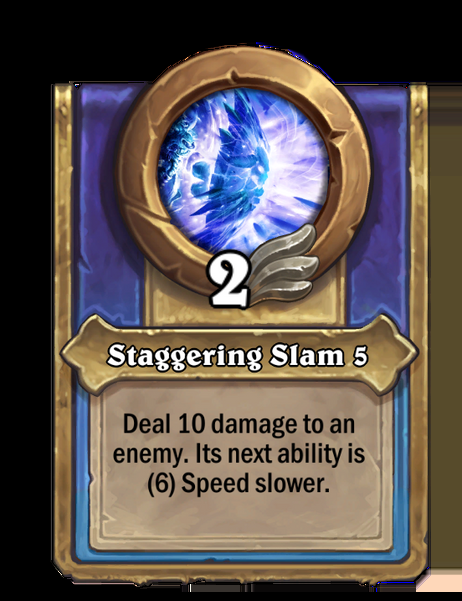 2
Staggering Slam 5
Deal 10 damage to an
enemy. Its next ability is
(6) Speed slower.